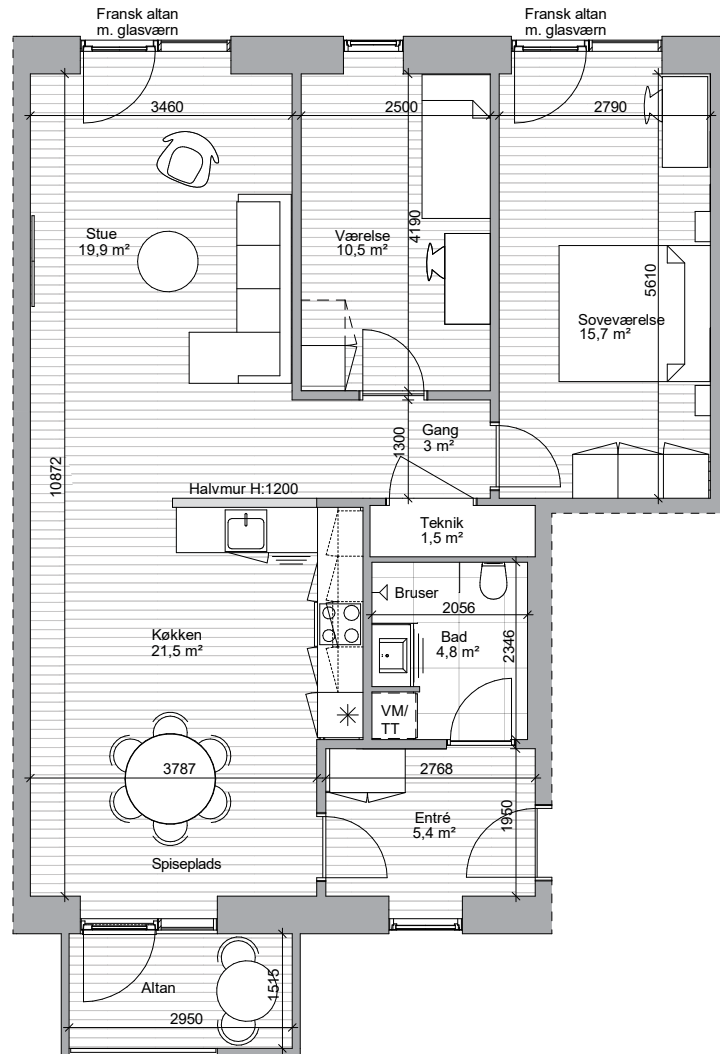 Fransk altan
m. glasværn
Fransk altan
m. glasværn
3460
2500
2790
Stue
19,9 m²
Værelse
10,5 m²
4190
5610
Soveværelse
15,7 m²
Gang
3 m²
1300
10872
Halvmur H:1200
Teknik
1,5 m²
Bruser
2056
Køkken
21,5 m²
Bad
4,8 m²
2346
VM/
TT
3787
2768
Entré
5,4 m²
1950
Spiseplads
Altan
1515
2950